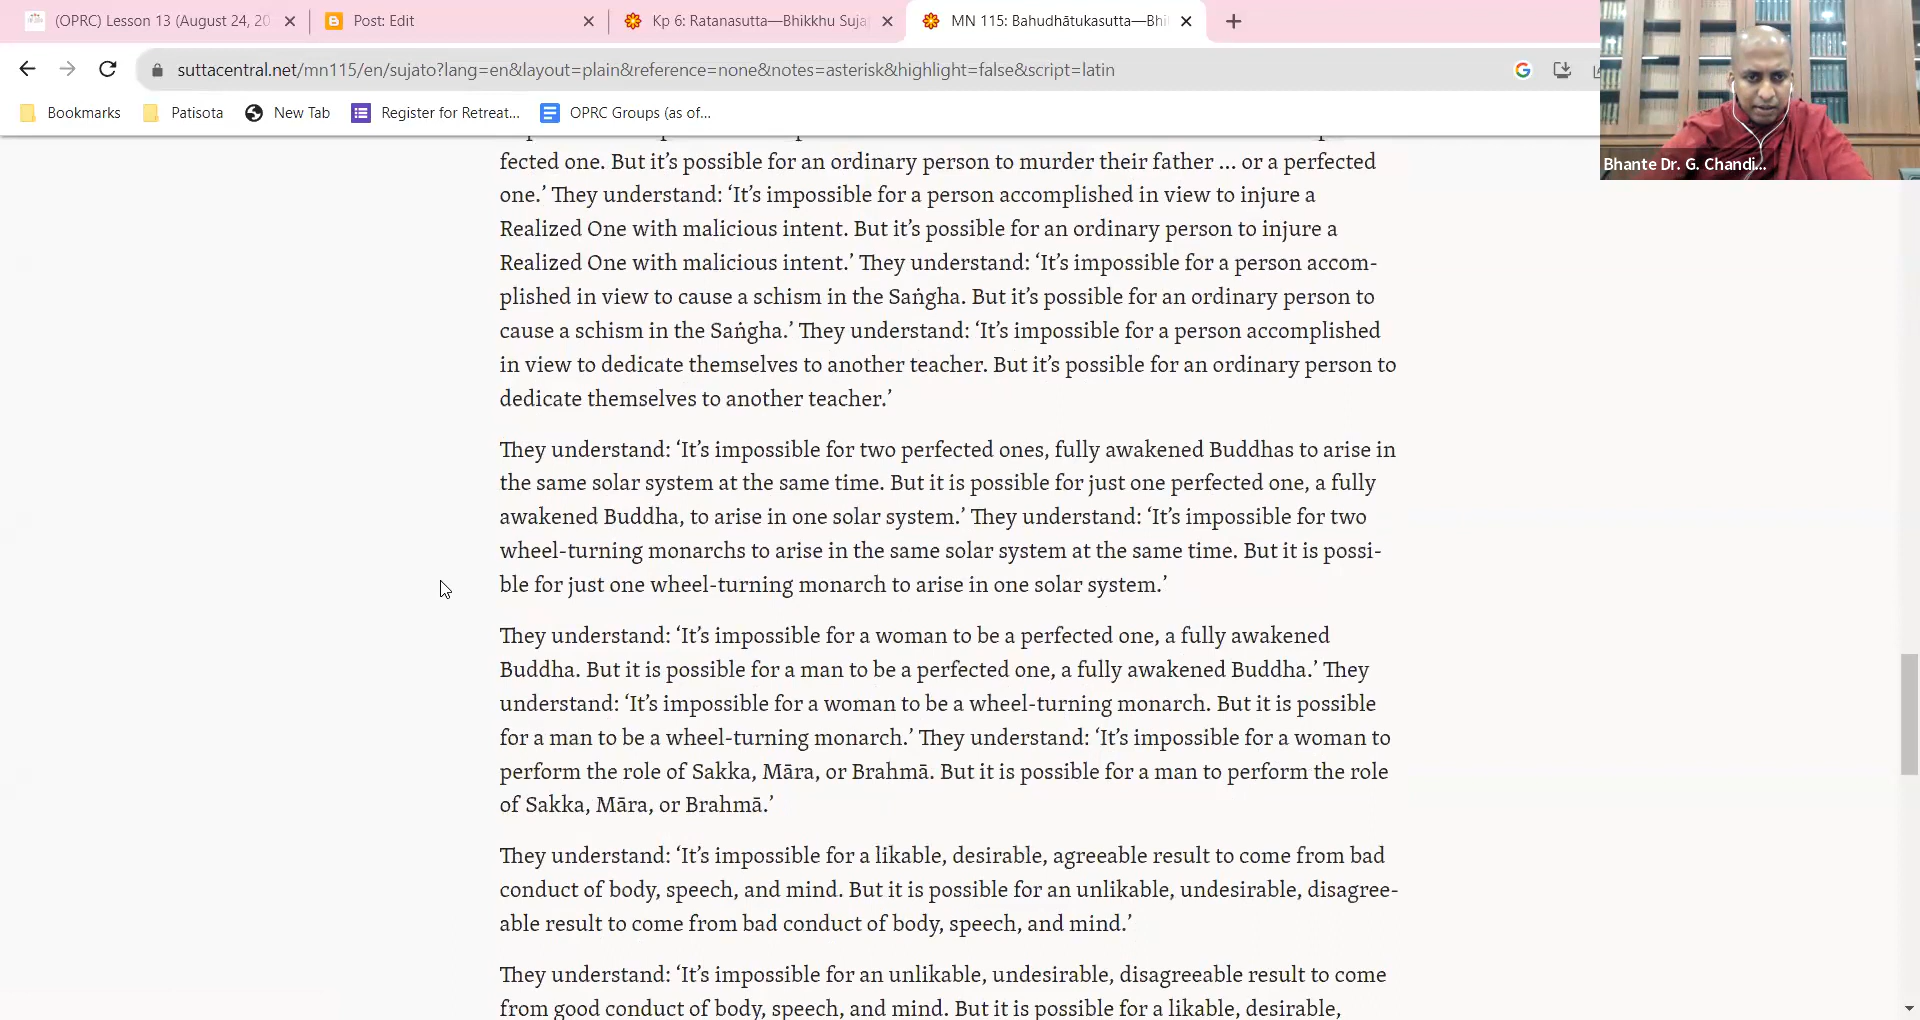 (OPRC) Lesson 13 (August 24, 20
Post: Edit
Kp 6: Ratanasutta—Bhikkhu Suja
MN 115: Bahudhātukasutta—Bhi
suttacentral.net/mn115/en/sujato?lang=en&layout=plain&reference=none&notes=asterisk&highlight=false&script=latin
Bookmarks
Patisota
New Tab
Register for Retreat...
OPRC Groups (as of...
Bhante Dr. G. Chandi...
fected one. But it’s possible for an ordinary person to murder their father … or a perfected
one.’ They understand: ‘It’s impossible for a person accomplished in view to injure a
Realized One with malicious intent. But it’s possible for an ordinary person to injure a
Realized One with malicious intent.’ They understand: ‘It’s impossible for a person accom-
plished in view to cause a schism in the Saṅgha. But it’s possible for an ordinary person to
cause a schism in the Saṅgha.’ They understand: ‘It’s impossible for a person accomplished
in view to dedicate themselves to another teacher. But it’s possible for an ordinary person to
dedicate themselves to another teacher.’
They understand: ‘It’s impossible for two perfected ones, fully awakened Buddhas to arise in
the same solar system at the same time. But it is possible for just one perfected one, a fully
awakened Buddha, to arise in one solar system.’ They understand: ‘It’s impossible for two
wheel-turning monarchs to arise in the same solar system at the same time. But it is possi-
ble for just one wheel-turning monarch to arise in one solar system.’
They understand: ‘It’s impossible for a woman to be a perfected one, a fully awakened
Buddha. But it is possible for a man to be a perfected one, a fully awakened Buddha.’ They
understand: ‘It’s impossible for a woman to be a wheel-turning monarch. But it is possible
for a man to be a wheel-turning monarch.’ They understand: ‘It’s impossible for a woman to
perform the role of Sakka, Māra, or Brahmā. But it is possible for a man to perform the role
of Sakka, Māra, or Brahmā.’
They understand: ‘It’s impossible for a likable, desirable, agreeable result to come from bad
conduct of body, speech, and mind. But it is possible for an unlikable, undesirable, disagree-
able result to come from bad conduct of body, speech, and mind.’
They understand: ‘It’s impossible for an unlikable, undesirable, disagreeable result to come
from good conduct of body, speech, and mind. But it is possible for a likable, desirable,